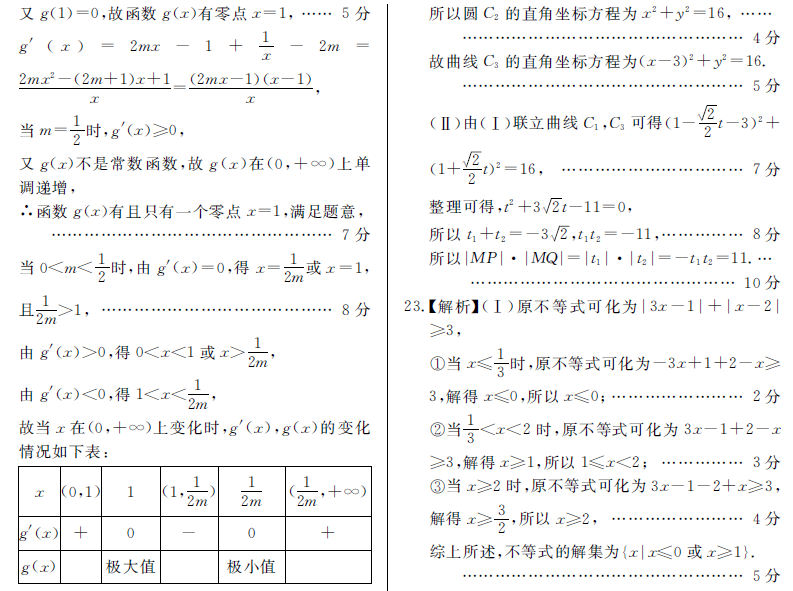 又 g(1)=0,故函数 g(x)有零点 x=1, …… 5 分
g′(x) = 2mx - 1 + 1/x - 2m =
(2mx²-(2m+1)x+1)/x=((2mx-1)(x-1))/x,
当 m=1/2时,g′(x)≥0,
又 g(x)不是常数函数,故 g(x)在(0,+∞)上单
调递增,
∴函数 g(x)有且只有一个零点 x=1,满足题意,
…………………………………………… 7 分
当 0<m<1/2时,由 g′(x)=0,得 x=1/2m或 x=1,
且1/2m>1, …………………………………… 8 分
由 g′(x)>0,得 0<x<1 或 x>1/2m,
由 g′(x)<0,得 1<x<1/2m,
故当 x 在(0,+∞)上变化时,g′(x),g(x)的变化
情况如下表:
x (0,1) 1 (1,1/2m) 1/2m (1/2m,+∞)
g′(x) + 0 - 0 +
g(x) 极大值 极小值
所以圆 C₂ 的直角坐标方程为 x²+y²=16, ……
…………………………………………… 4 分
故曲线 C₃ 的直角坐标方程为(x-3)²+y²=16.
…………………………………………… 5 分
(Ⅱ)由(Ⅰ)联立曲线 C₁,C₃ 可得(1-√2/2t-3)²+
(1+√2/2t)²=16, …………………………… 7 分
整理可得,t²+3√2t-11=0,
所以 t₁+t₂=-3√2,t₁t₂=-11,…………… 8 分
所以|MP|·|MQ|=|t₁|·|t₂|=-t₁t₂=11. …
………………………………………… 10 分
23.【解析】(Ⅰ)原不等式可化为|3x-1|+|x-2|
≥3,
①当 x≤1/3时,原不等式可化为-3x+1+2-x≥
3,解得 x≤0,所以 x≤0; …………………… 2 分
②当1/3<x<2 时,原不等式可化为 3x-1+2-x
≥3,解得 x≥1,所以 1≤x<2; …………… 3 分
③当 x≥2 时,原不等式可化为 3x-1-2+x≥3,
解得 x≥3/2,所以 x≥2, …………………… 4 分
综上所述,不等式的解集为{x|x≤0 或 x≥1}.
…………………………………………… 5 分